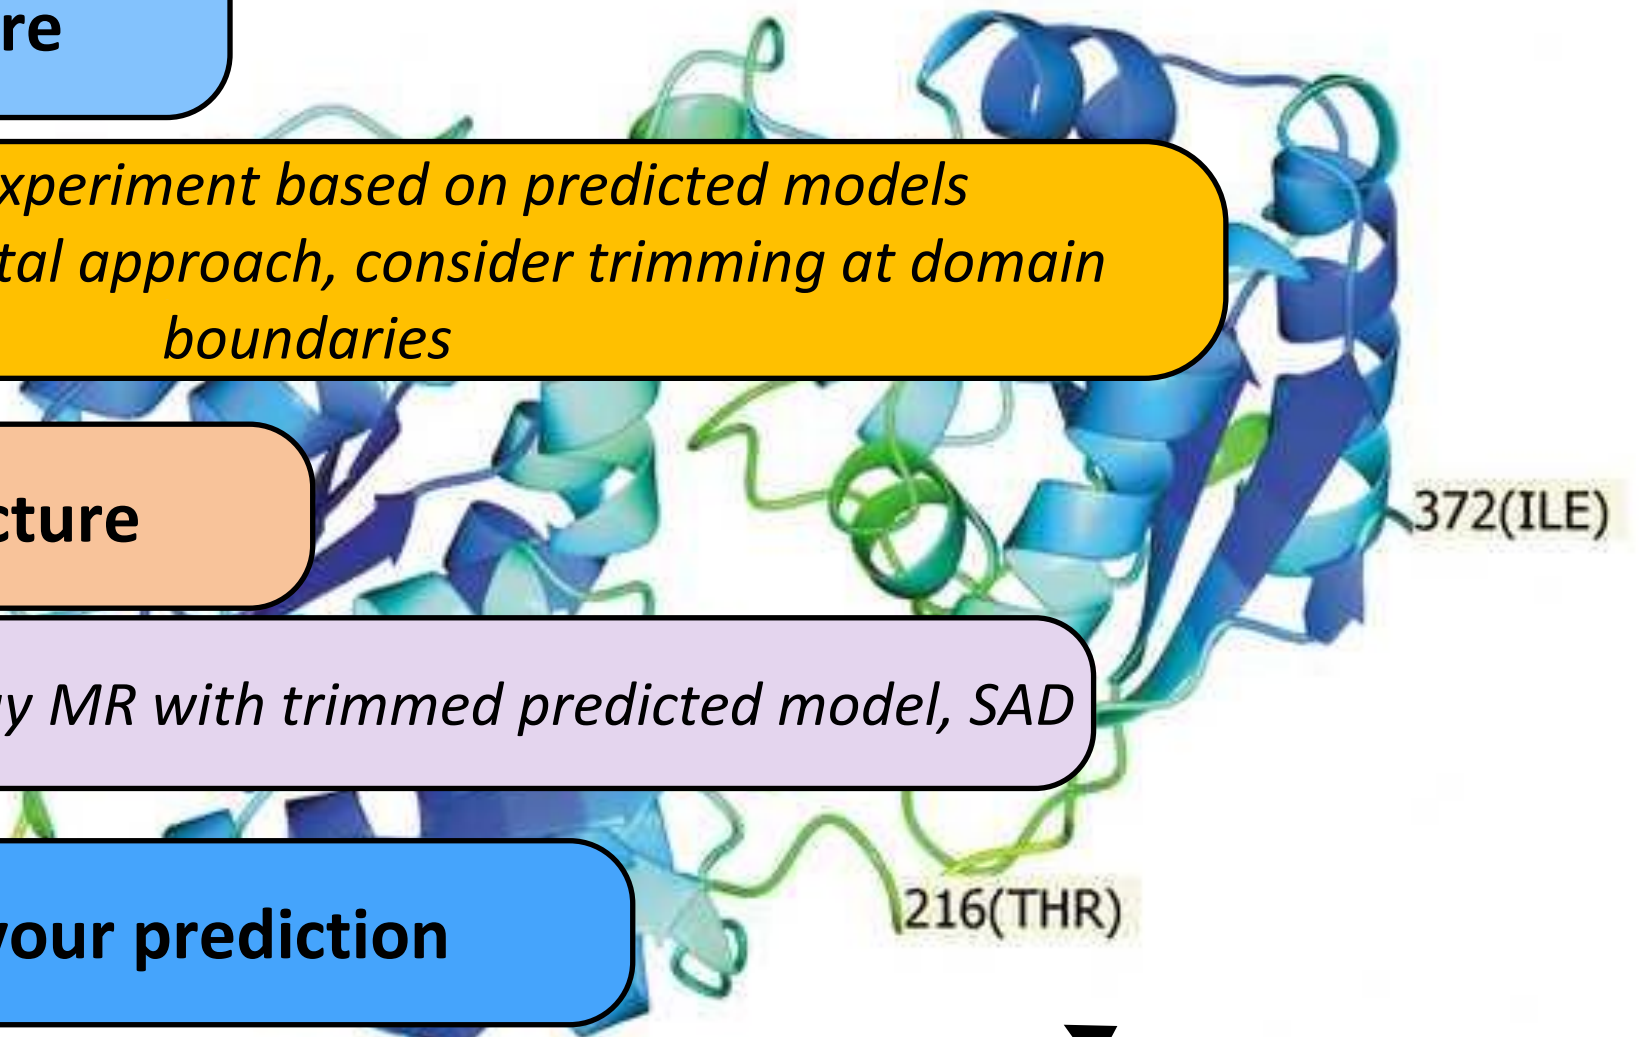 re
xperiment based on predicted models
tal approach, consider trimming at domain
boundaries
cture
372(ILE)
y MR with trimmed predicted model, SAD
216(THR)
your prediction